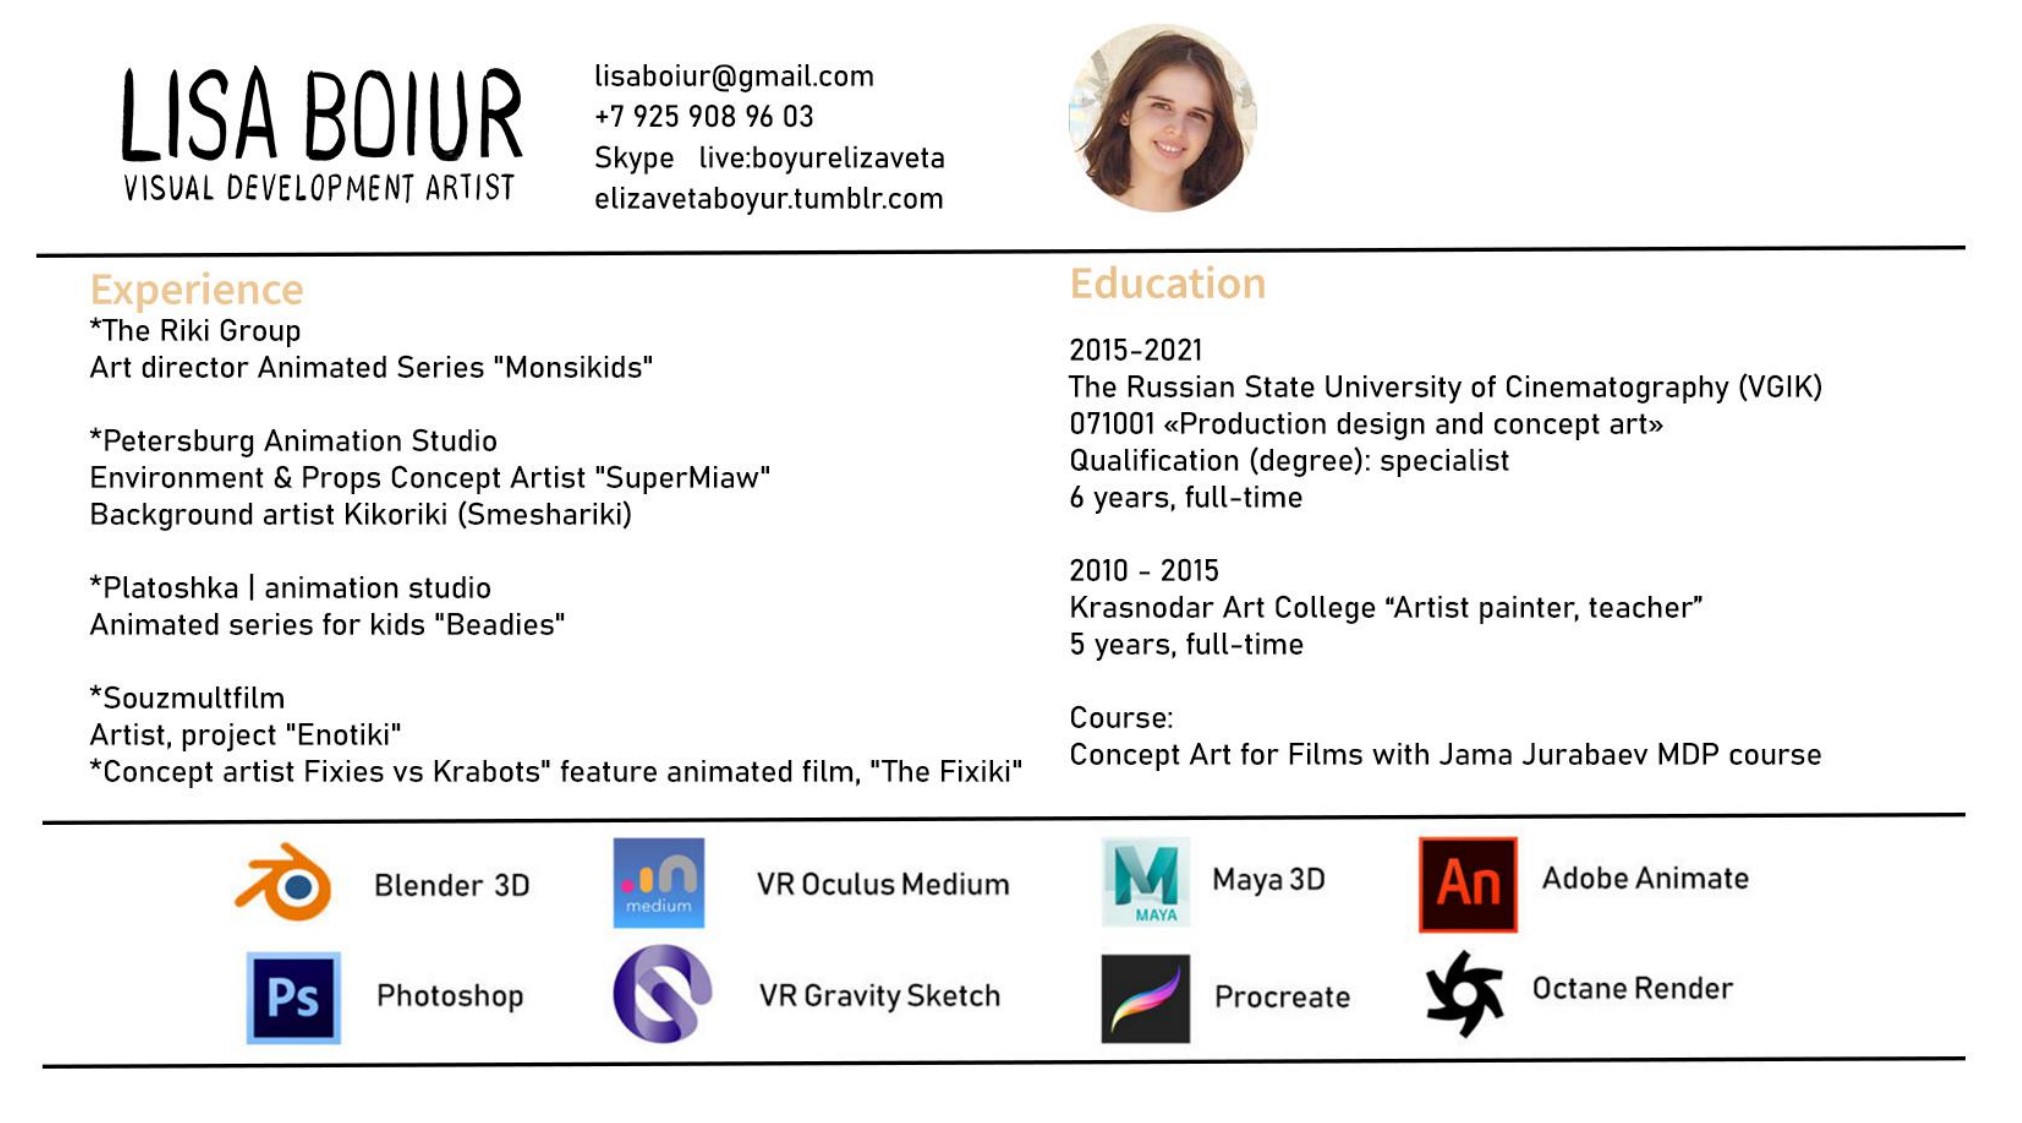 LISA BOIUR
VISUAL DEVELOPMENT ARTIST
lisaboiur@gmail.com
+7 925 908 96 03
Skype live:boyurelizaveta
elizavetaboyur.tumblr.com
Experience
*The Riki Group
Art director Animated Series "Monsikids"
*Petersburg Animation Studio
Environment & Props Concept Artist "SuperMiaw"
Background artist Kikoriki (Smeshariki)
*Platoshka | animation studio
Animated series for kids "Beadies"
*Souzmultfilm
Artist, project "Enotiki"
*Concept artist Fixies vs Krabots" feature animated film, "The Fixiki"
Education
2015-2021
The Russian State University of Cinematography (VGIK)
071001 «Production design and concept art»
Qualification (degree): specialist
6 years, full-time
2010 - 2015
Krasnodar Art College “Artist painter, teacher”
5 years, full-time
Course:
Concept Art for Films with Jama Jurabaev MDP course
Blender 3D
medium
VR Oculus Medium
M
MAYA
Maya 3D
An
Adobe Animate
Ps
Photoshop
VR Gravity Sketch
Procreate
Octane Render